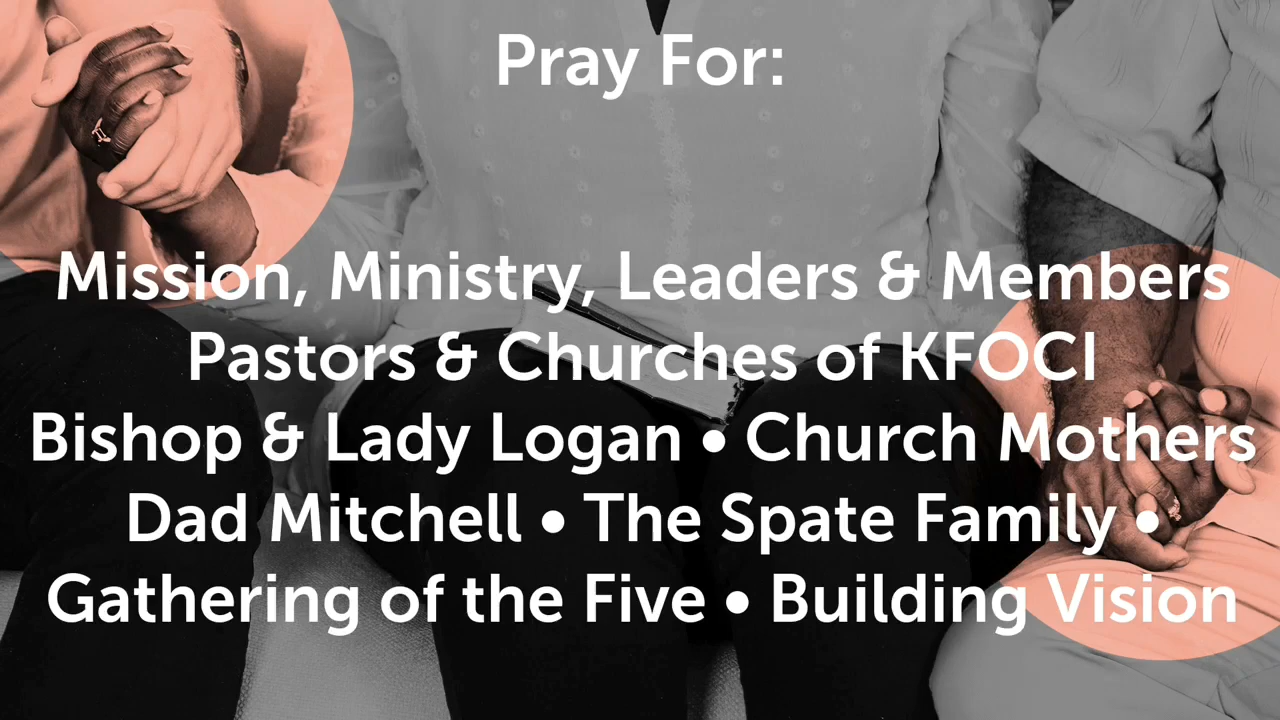 Pray For:
Mission, Ministry, Leaders & Members
Pastors & Churches of KFOCI
Bishop & Lady Logan • Church Mothers
Dad Mitchell • The Spate Family •
Gathering of the Five • Building Vision